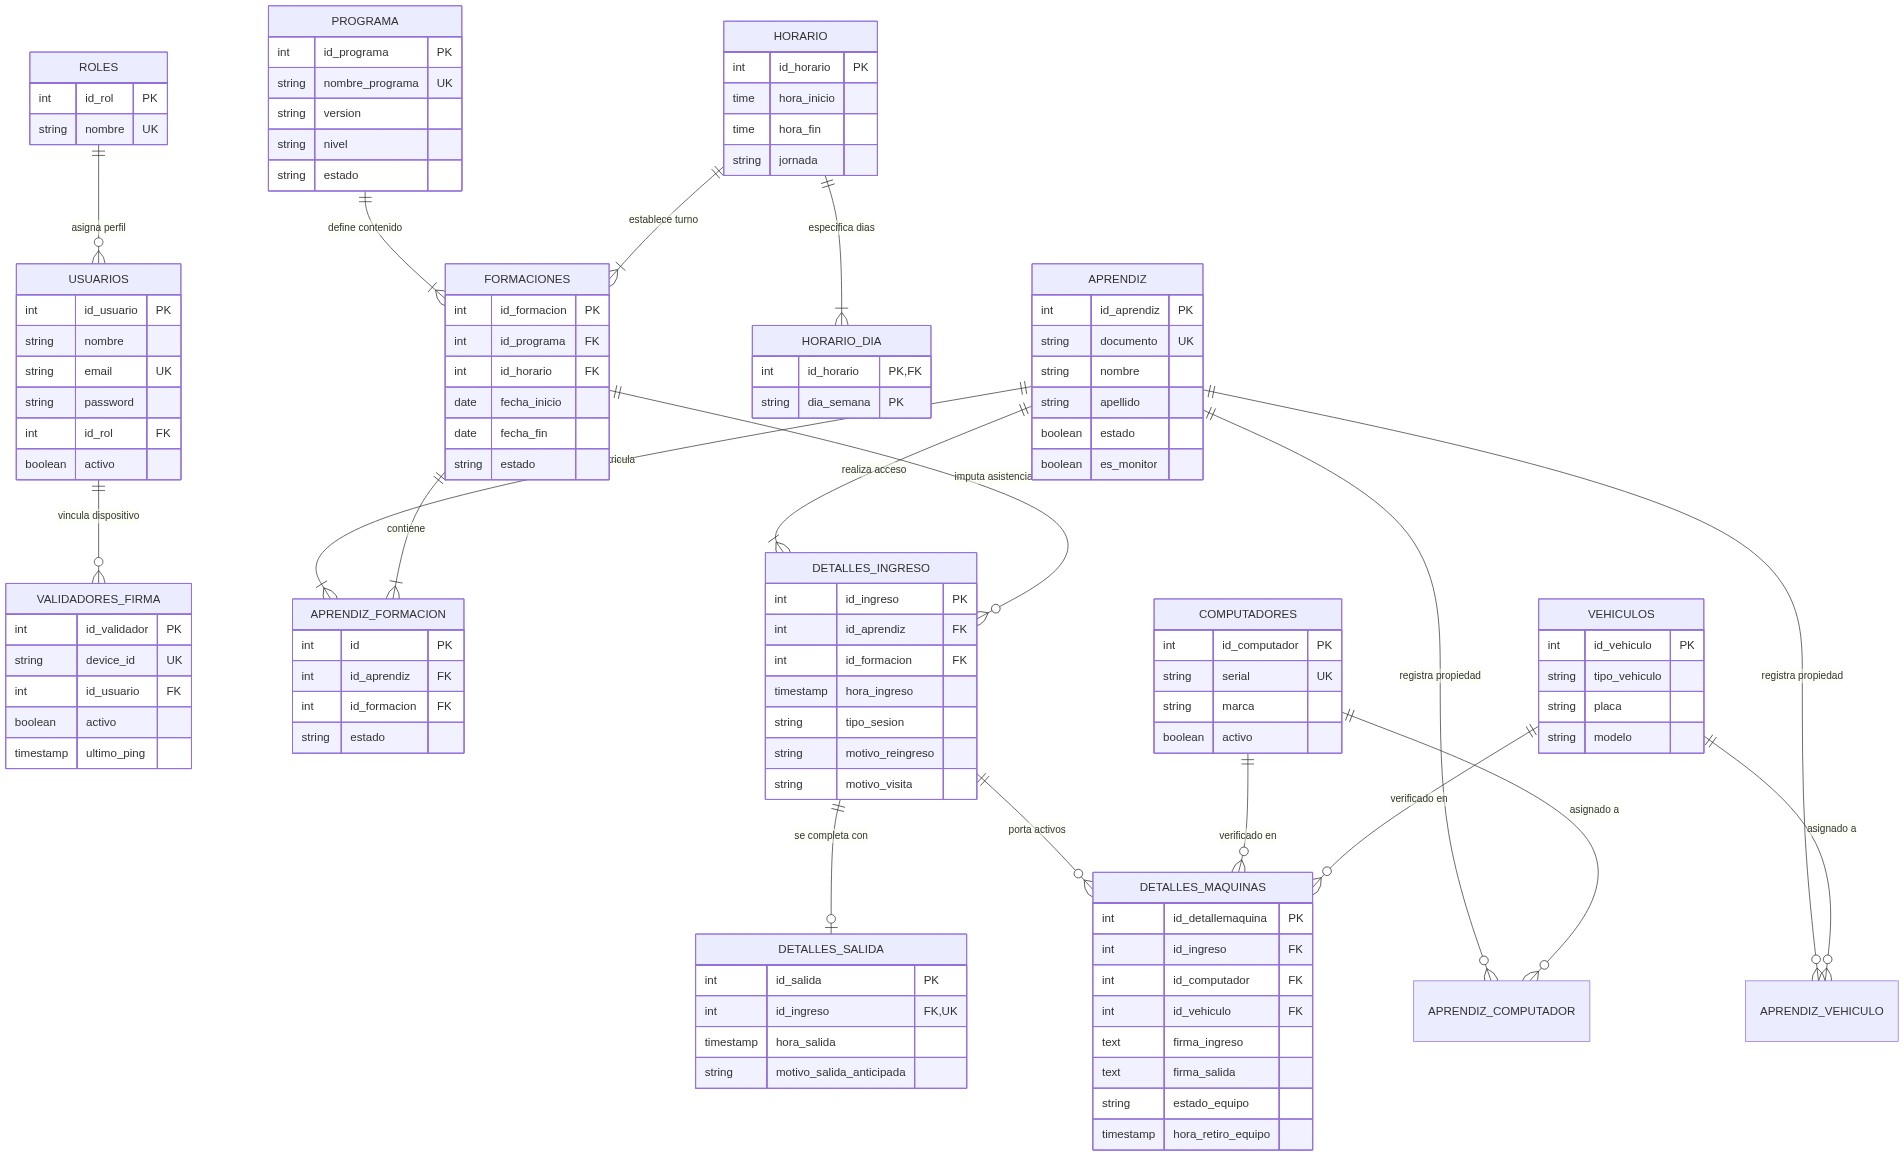 PROGRAMA
int id_programa PK
string nombre_programa UK
string version
string nivel
string estado
HORARIO
int id_horario PK
time hora_inicio
time hora_fin
string jornada
ROLES
int id_rol PK
string nombre UK
asigna perfil
define contenido
establece turno
especifica dias
USUARIOS
int id_usuario PK
string nombre
string email UK
string password
int id_rol FK
boolean activo
FORMACIONES
int id_formacion PK
int id_programa FK
int id_horario FK
date fecha_inicio
date fecha_fin
string estado
HORARIO_DIA
int id_horario PK,FK
string dia_semana PK
APRENDIZ
int id_aprendiz PK
string documento UK
string nombre
string apellido
boolean estado
boolean es_monitor
ricula
realiza acceso
imputa asistencia
vincula dispositivo
contiene
VALIDADORES_FIRMA
int id_validador PK
string device_id UK
int id_usuario FK
boolean activo
timestamp ultimo_ping
APRENDIZ_FORMACION
int id PK
int id_aprendiz FK
int id_formacion FK
string estado
DETALLES_INGRESO
int id_ingreso PK
int id_aprendiz FK
int id_formacion FK
timestamp hora_ingreso
string tipo_sesion
string motivo_reingreso
string motivo_visita
COMPUTADORES
int id_computador PK
string serial UK
string marca
boolean activo
VEHICULOS
int id_vehiculo PK
string tipo_vehiculo
string placa
string modelo
registra propiedad
registra propiedad
se completa con
porta activos
verificado en
verificado en
asignado a
asignado a
DETALLES_SALIDA
int id_salida PK
int id_ingreso FK,UK
timestamp hora_salida
string motivo_salida_anticipada
DETALLES_MAQUINAS
int id_detallemaquina PK
int id_ingreso FK
int id_computador FK
int id_vehiculo FK
text firma_ingreso
text firma_salida
string estado_equipo
timestamp hora_retiro_equipo
APRENDIZ_COMPUTADOR
APRENDIZ_VEHICULO